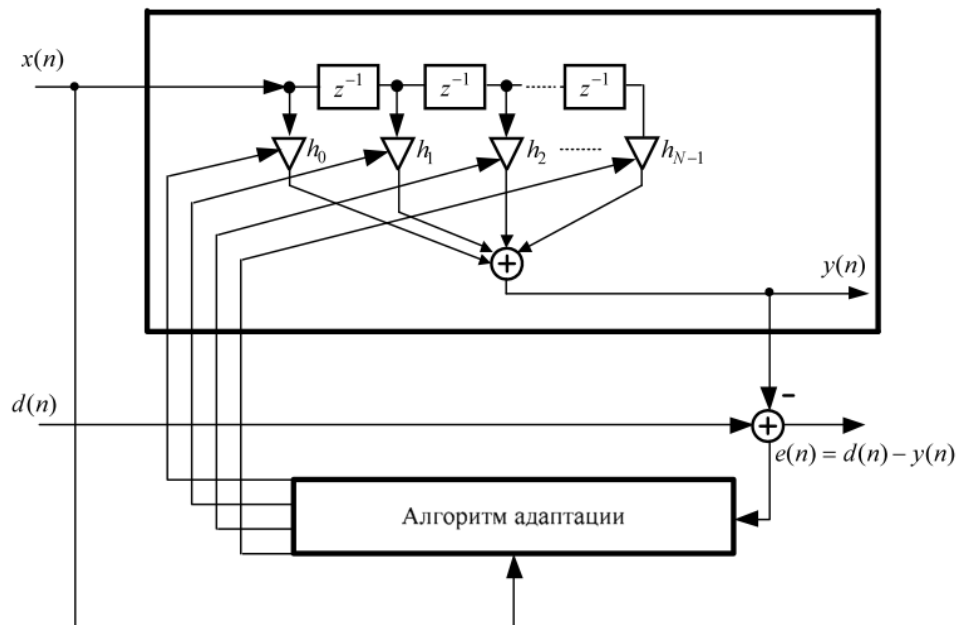 x(n)
z⁻¹ z⁻¹ z⁻¹
h₀ h₁ h₂ h_{N−1}
y(n)
−
d(n)
e(n) = d(n) − y(n)
Алгоритм адаптации